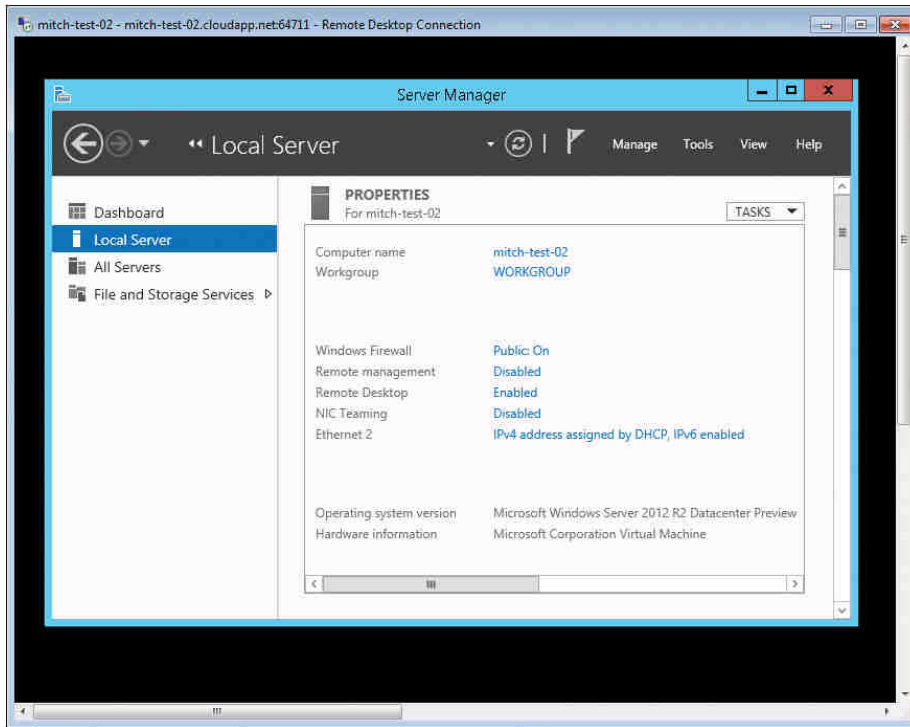 mitch-test-02 - mitch-test-02.cloudapp.net:64711 - Remote Desktop Connection
Server Manager
Local Server
Manage Tools View Help
Dashboard
Local Server
All Servers
File and Storage Services
PROPERTIES
For mitch-test-02
TASKS
Computer name mitch-test-02
Workgroup WORKGROUP
Windows Firewall Public: On
Remote management Disabled
Remote Desktop Enabled
NIC Teaming Disabled
Ethernet 2 IPv4 address assigned by DHCP, IPv6 enabled
Operating system version Microsoft Windows Server 2012 R2 Datacenter Preview
Hardware information Microsoft Corporation Virtual Machine